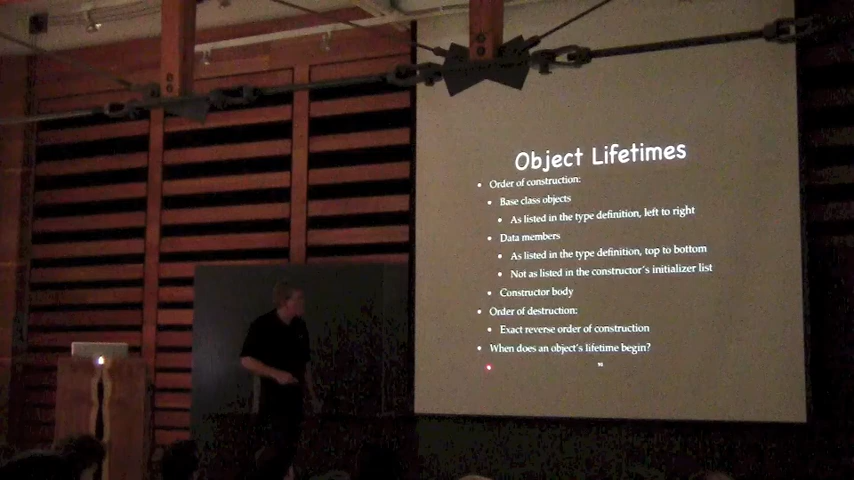 Object Lifetimes
• Order of construction:
• Base class objects
• As listed in the type definition, left to right
• Data members
• As listed in the type definition, top to bottom
• Not as listed in the constructor's initializer list
• Constructor body
• Order of destruction:
• Exact reverse order of construction
• When does an object's lifetime begin?